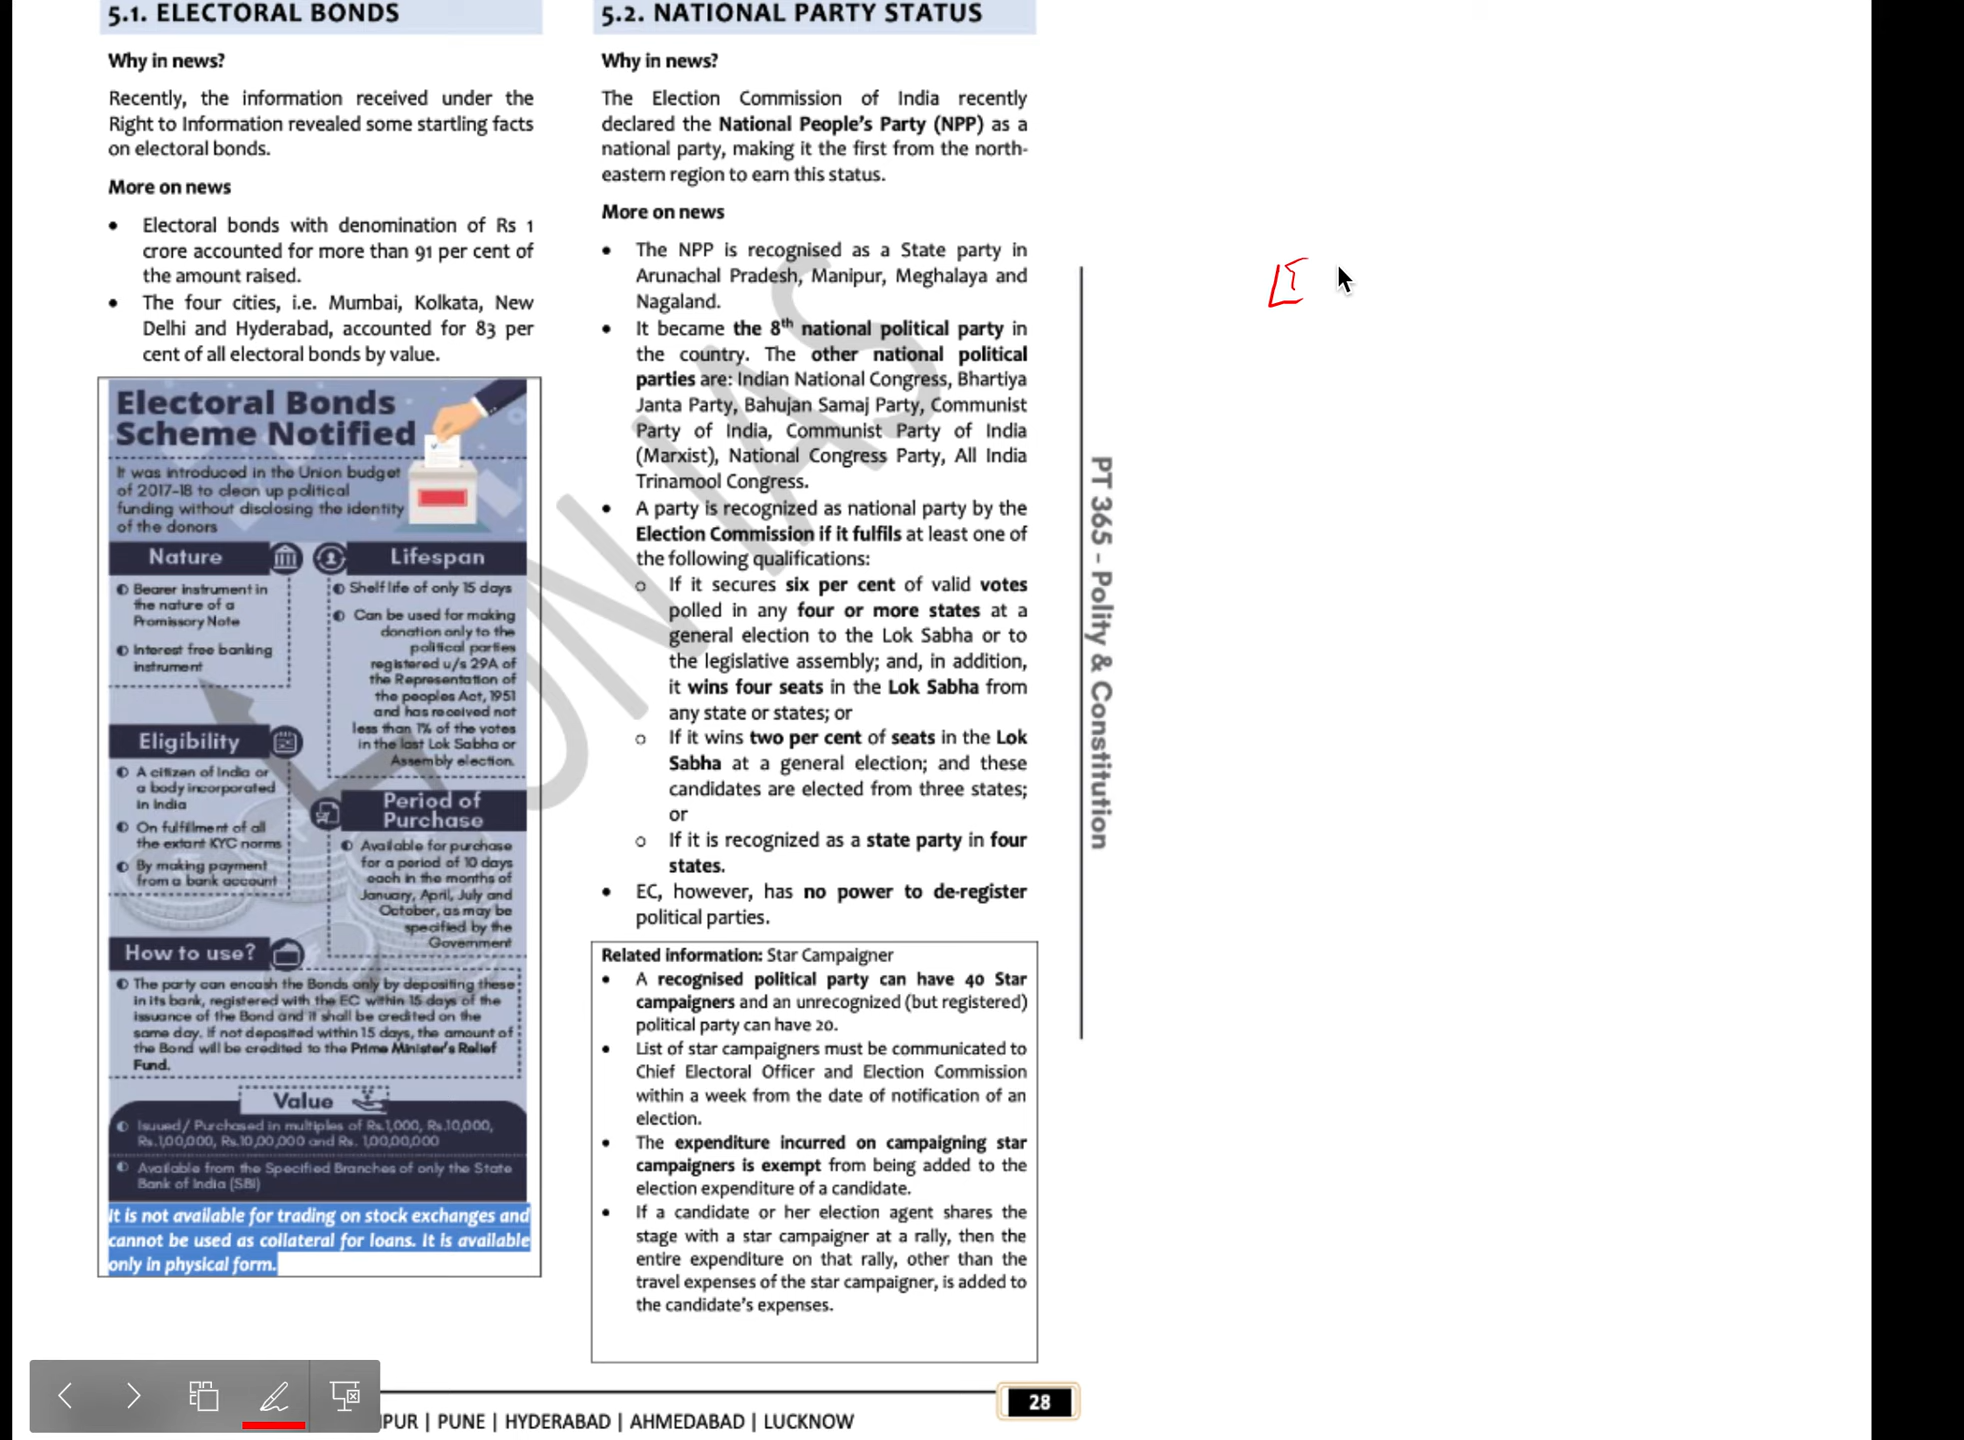 5.1. ELECTORAL BONDS
Why in news?
Recently, the information received under the
Right to Information revealed some startling facts
on electoral bonds.
More on news
• Electoral bonds with denomination of Rs 1
crore accounted for more than 91 per cent of
the amount raised.
• The four cities, i.e. Mumbai, Kolkata, New
Delhi and Hyderabad, accounted for 83 per
cent of all electoral bonds by value.
Electoral Bonds
Scheme Notified
It was introduced in the Union budget
of 2017-18 to clean up political
funding without disclosing the identity
of the donors
Nature
Bearer Instrument in
the nature of a
Promissory Note
Interest free banking
instrument
Lifespan
Shelf life of only 15 days
Can be used for making
donation only to the
political parties
registered u/s 29A of
the Representation of
the peoples Act, 1951
and has received not
less than 1% of the votes
in the last Lok Sabha or
Assembly election.
Eligibility
A citizen of India or
a body incorporated
in India
On fulfillment of all
the extant KYC norms
By making payment
from a bank account
Period of
Purchase
Available for purchase
for a period of 10 days
each in the months of
January, April, July and
October, as may be
specified by the
Government
How to use?
The party can encash the Bonds only by depositing these
in its bank, registered with the EC within 15 days of the
issuance of the Bond and it shall be credited on the
same day. If not deposited within 15 days, the amount of
the Bond will be credited to the Prime Minister's Relief
Fund.
Value
Isuued/ Purchased in multiples of Rs.1,000, Rs.10,000,
Rs.1,00,000, Rs.10,00,000 and Rs. 1,00,00,000
Available from the Specified Branches of only the State
Bank of India (SBI)
It is not available for trading on stock exchanges and
cannot be used as collateral for loans. It is available
only in physical form.
5.2. NATIONAL PARTY STATUS
Why in news?
The Election Commission of India recently
declared the National People's Party (NPP) as a
national party, making it the first from the north-
eastern region to earn this status.
More on news
• The NPP is recognised as a State party in
Arunachal Pradesh, Manipur, Meghalaya and
Nagaland.
• It became the 8th national political party in
the country. The other national political
parties are: Indian National Congress, Bhartiya
Janta Party, Bahujan Samaj Party, Communist
Party of India, Communist Party of India
(Marxist), National Congress Party, All India
Trinamool Congress.
• A party is recognized as national party by the
Election Commission if it fulfils at least one of
the following qualifications:
o If it secures six per cent of valid votes
polled in any four or more states at a
general election to the Lok Sabha or to
the legislative assembly; and, in addition,
it wins four seats in the Lok Sabha from
any state or states; or
o If it wins two per cent of seats in the Lok
Sabha at a general election; and these
candidates are elected from three states;
or
o If it is recognized as a state party in four
states.
• EC, however, has no power to de-register
political parties.
Related information: Star Campaigner
• A recognised political party can have 40 Star
campaigners and an unrecognized (but registered)
political party can have 20.
• List of star campaigners must be communicated to
Chief Electoral Officer and Election Commission
within a week from the date of notification of an
election.
• The expenditure incurred on campaigning star
campaigners is exempt from being added to the
election expenditure of a candidate.
• If a candidate or her election agent shares the
stage with a star campaigner at a rally, then the
entire expenditure on that rally, other than the
travel expenses of the star campaigner, is added to
the candidate's expenses.
PT 365 - Polity & Constitution
28
PUR | PUNE | HYDERABAD | AHMEDABAD | LUCKNOW